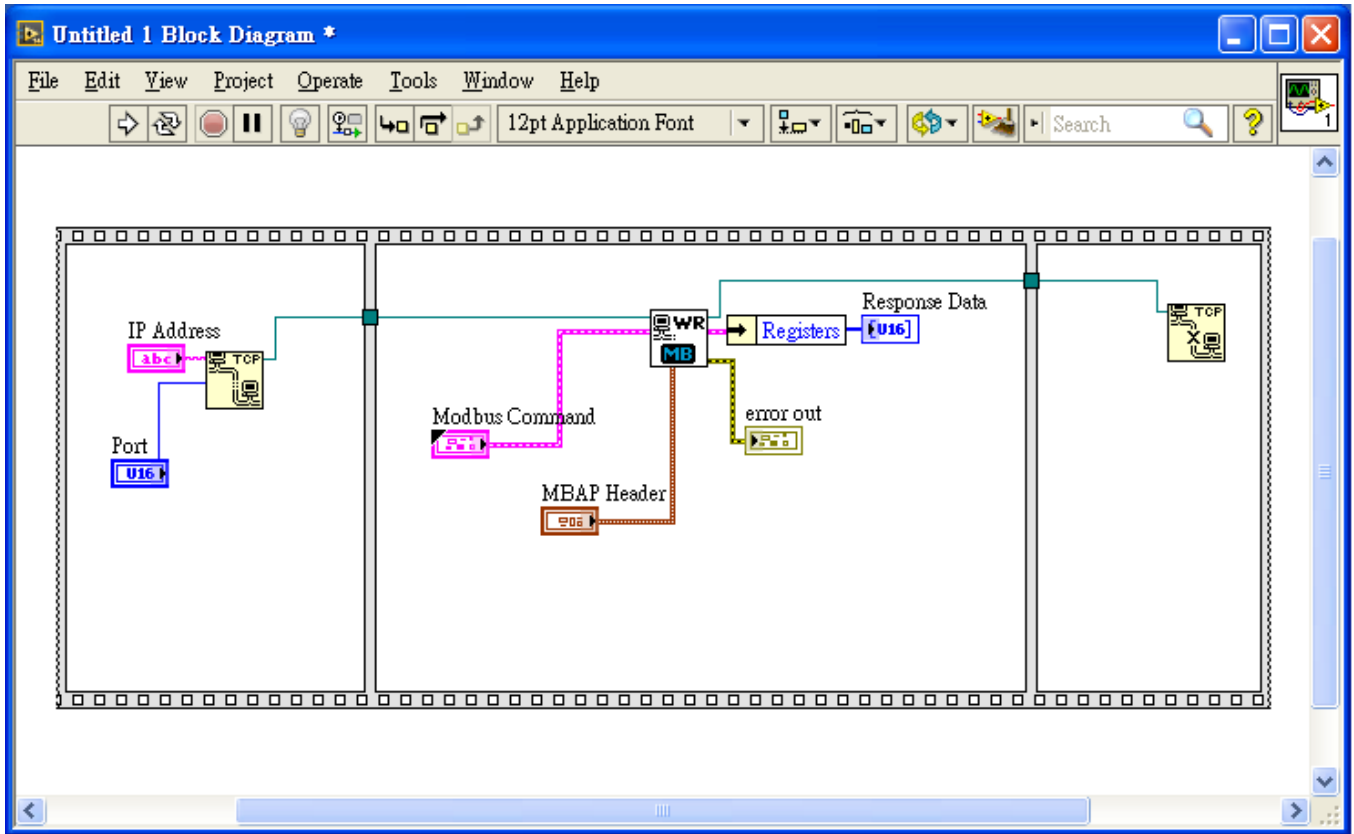 Untitled 1 Block Diagram *
File Edit View Project Operate Tools Window Help
12pt Application Font
Search
1
IP Address
abc
TCP
Port
U16
Modbus Command
MBAP Header
WR
MB
Registers
Response Data
[U16]
error out
TCP